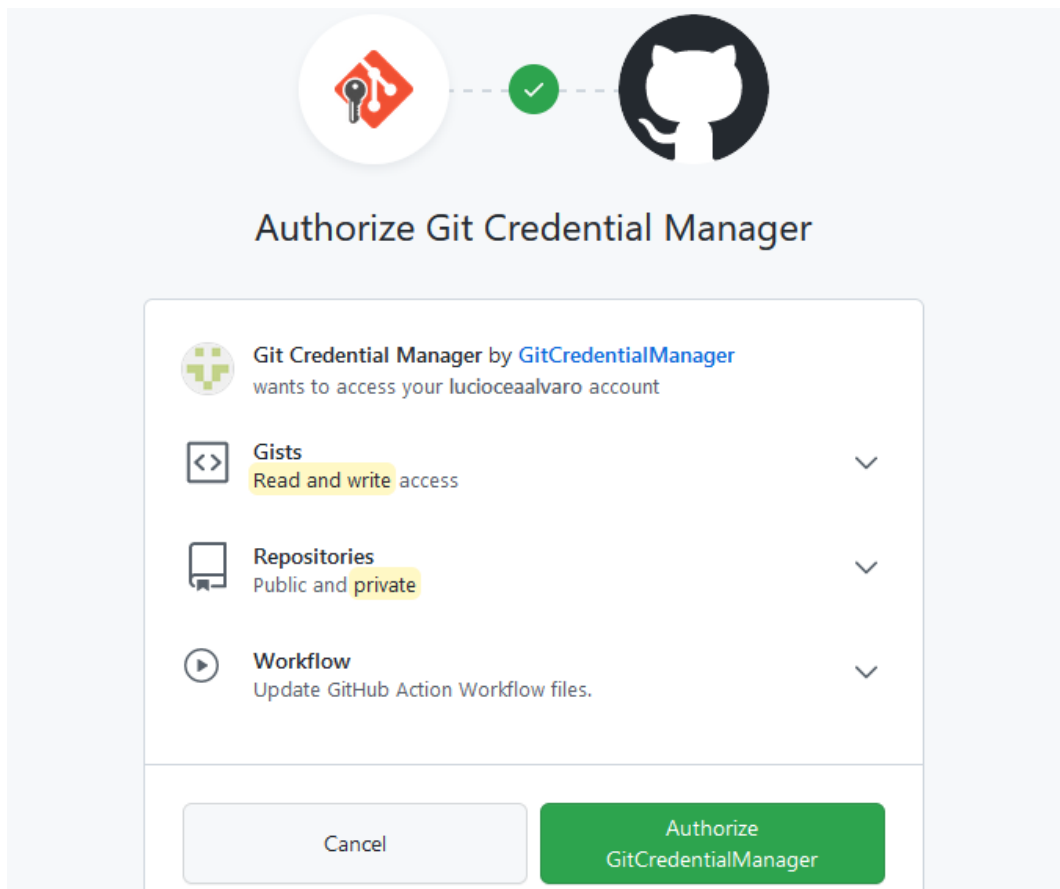 Authorize Git Credential Manager
Git Credential Manager by GitCredentialManager
wants to access your lucioceaalvaro account
Gists
Read and write access
Repositories
Public and private
Workflow
Update GitHub Action Workflow files.
Cancel
Authorize
GitCredentialManager